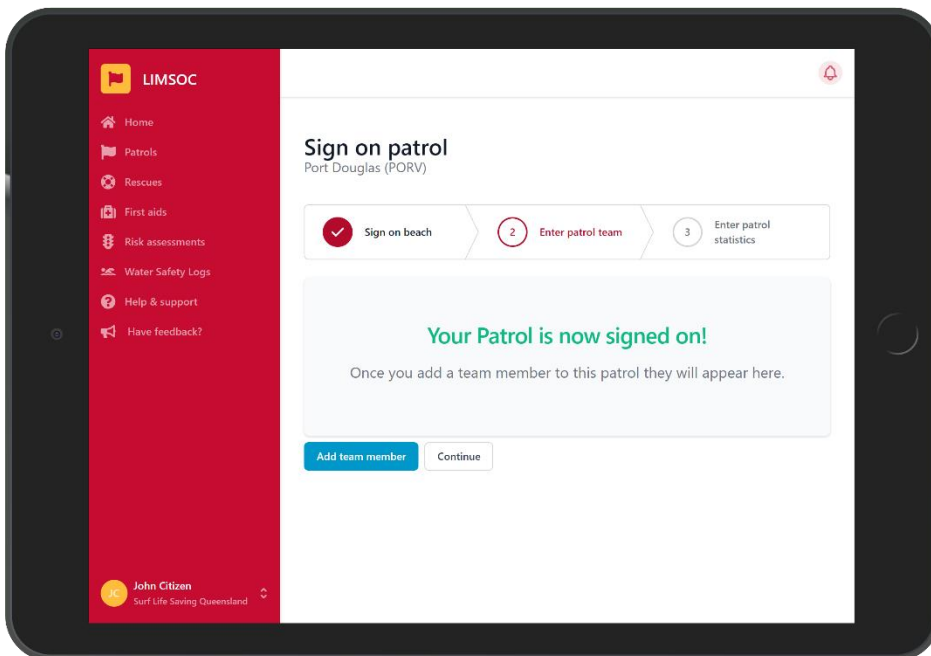 LIMSOC
Home
Patrols
Rescues
First aids
Risk assessments
Water Safety Logs
Help & support
Have feedback?
JC
John Citizen
Surf Life Saving Queensland
Sign on patrol
Port Douglas (PORV)
Sign on beach
2
Enter patrol team
3
Enter patrol
statistics
Your Patrol is now signed on!
Once you add a team member to this patrol they will appear here.
Add team member
Continue